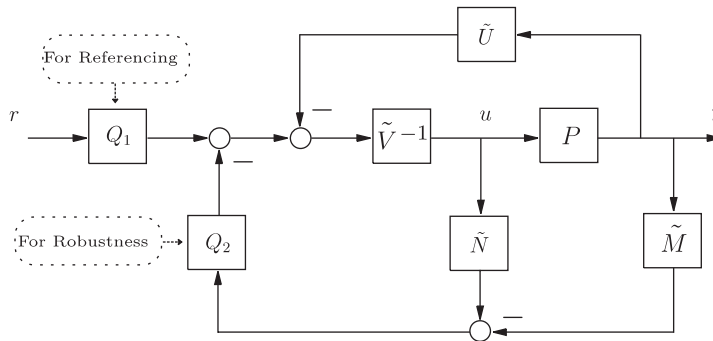 For Referencing
Ũ
r
Q₁
Ṽ⁻¹
u
P
For Robustness
Q₂
Ñ
M̃